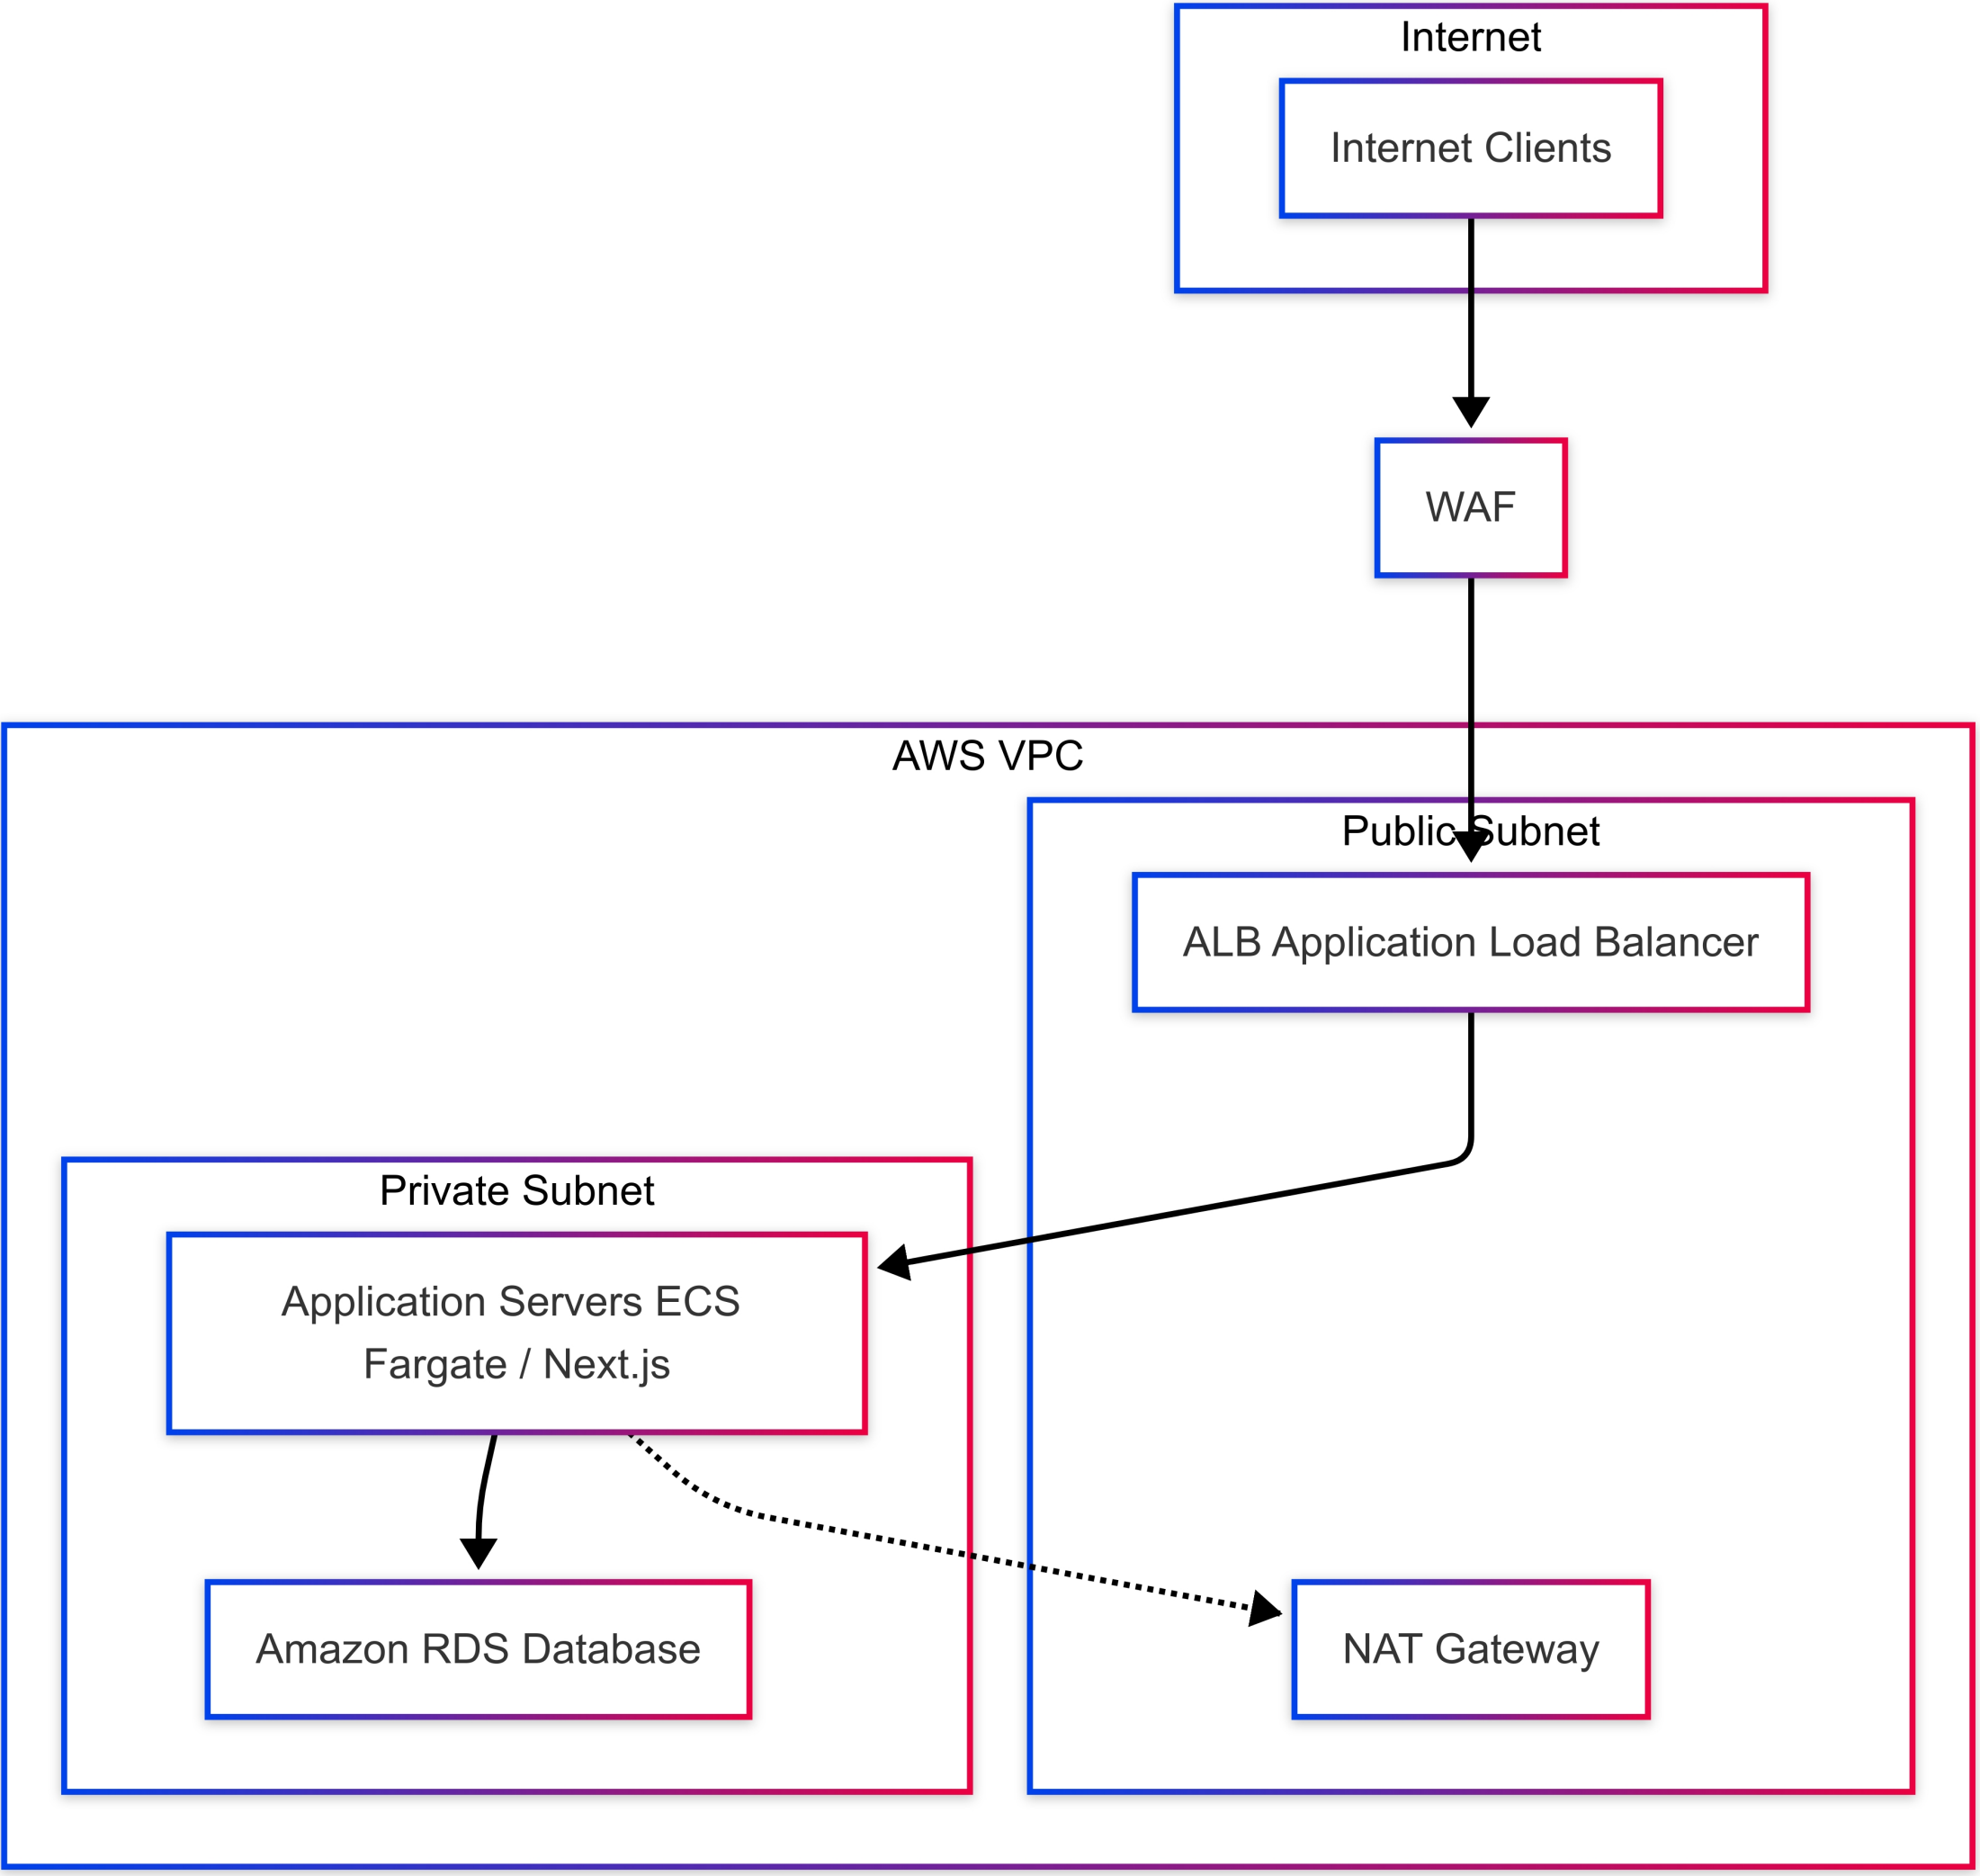 Internet
Internet Clients
WAF
AWS VPC
Public Subnet
ALB Application Load Balancer
Private Subnet
Application Servers ECS
Fargate / Next.js
Amazon RDS Database
NAT Gateway